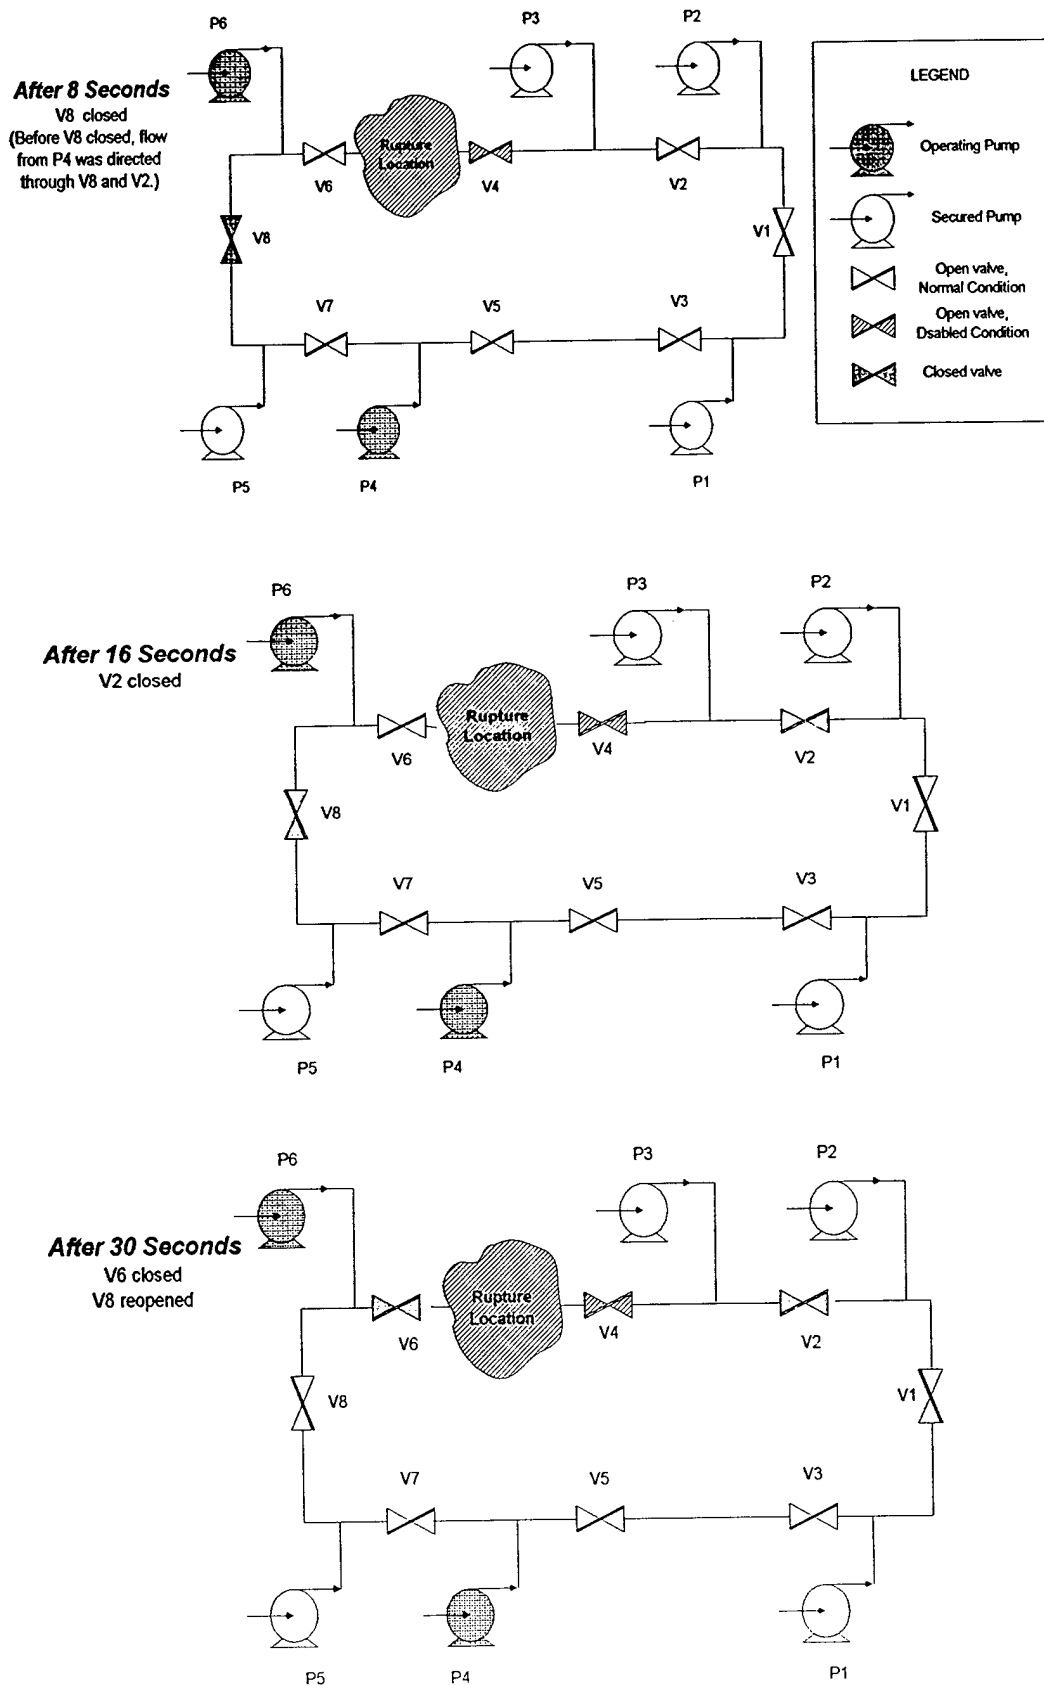 P6
P3
P2
After 8 Seconds
V8 closed
(Before V8 closed, flow
from P4 was directed
through V8 and V2.)
Rupture
Location
V6
V4
V2
V8
V1
V7
V5
V3
P5
P4
P1
LEGEND
Operating Pump
Secured Pump
Open valve,
Normal Condition
Open valve,
Dsabled Condition
Closed valve
P6
P3
P2
After 16 Seconds
V2 closed
Rupture
Location
V6
V4
V2
V8
V1
V7
V5
V3
P5
P4
P1
P6
P3
P2
After 30 Seconds
V6 closed
V8 reopened
Rupture
Location
V6
V4
V2
V8
V1
V7
V5
V3
P5
P4
P1